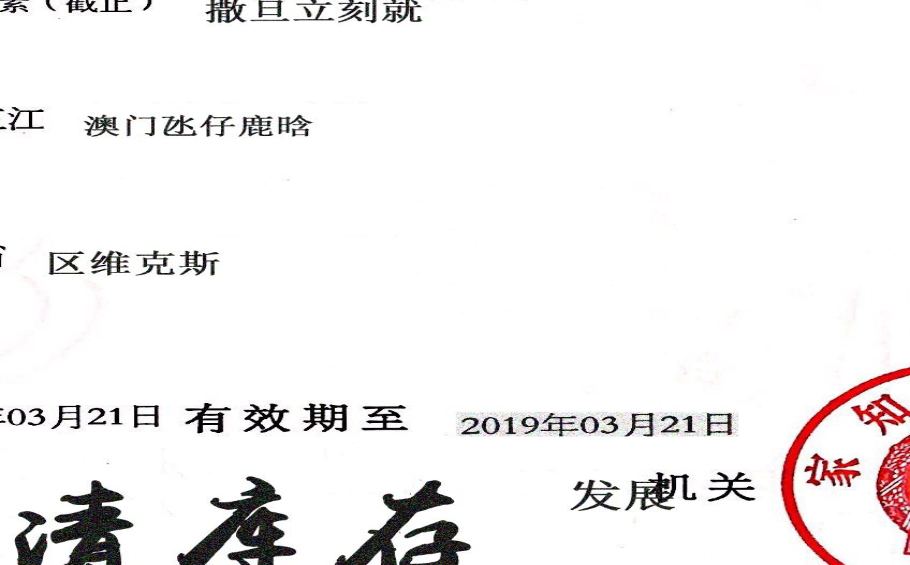 案（截止） 撒旦立刻就
江 澳门氹仔鹿晗
区维克斯
年03月21日 有效期至 2019年03月21日
发展机关
清库存
家知